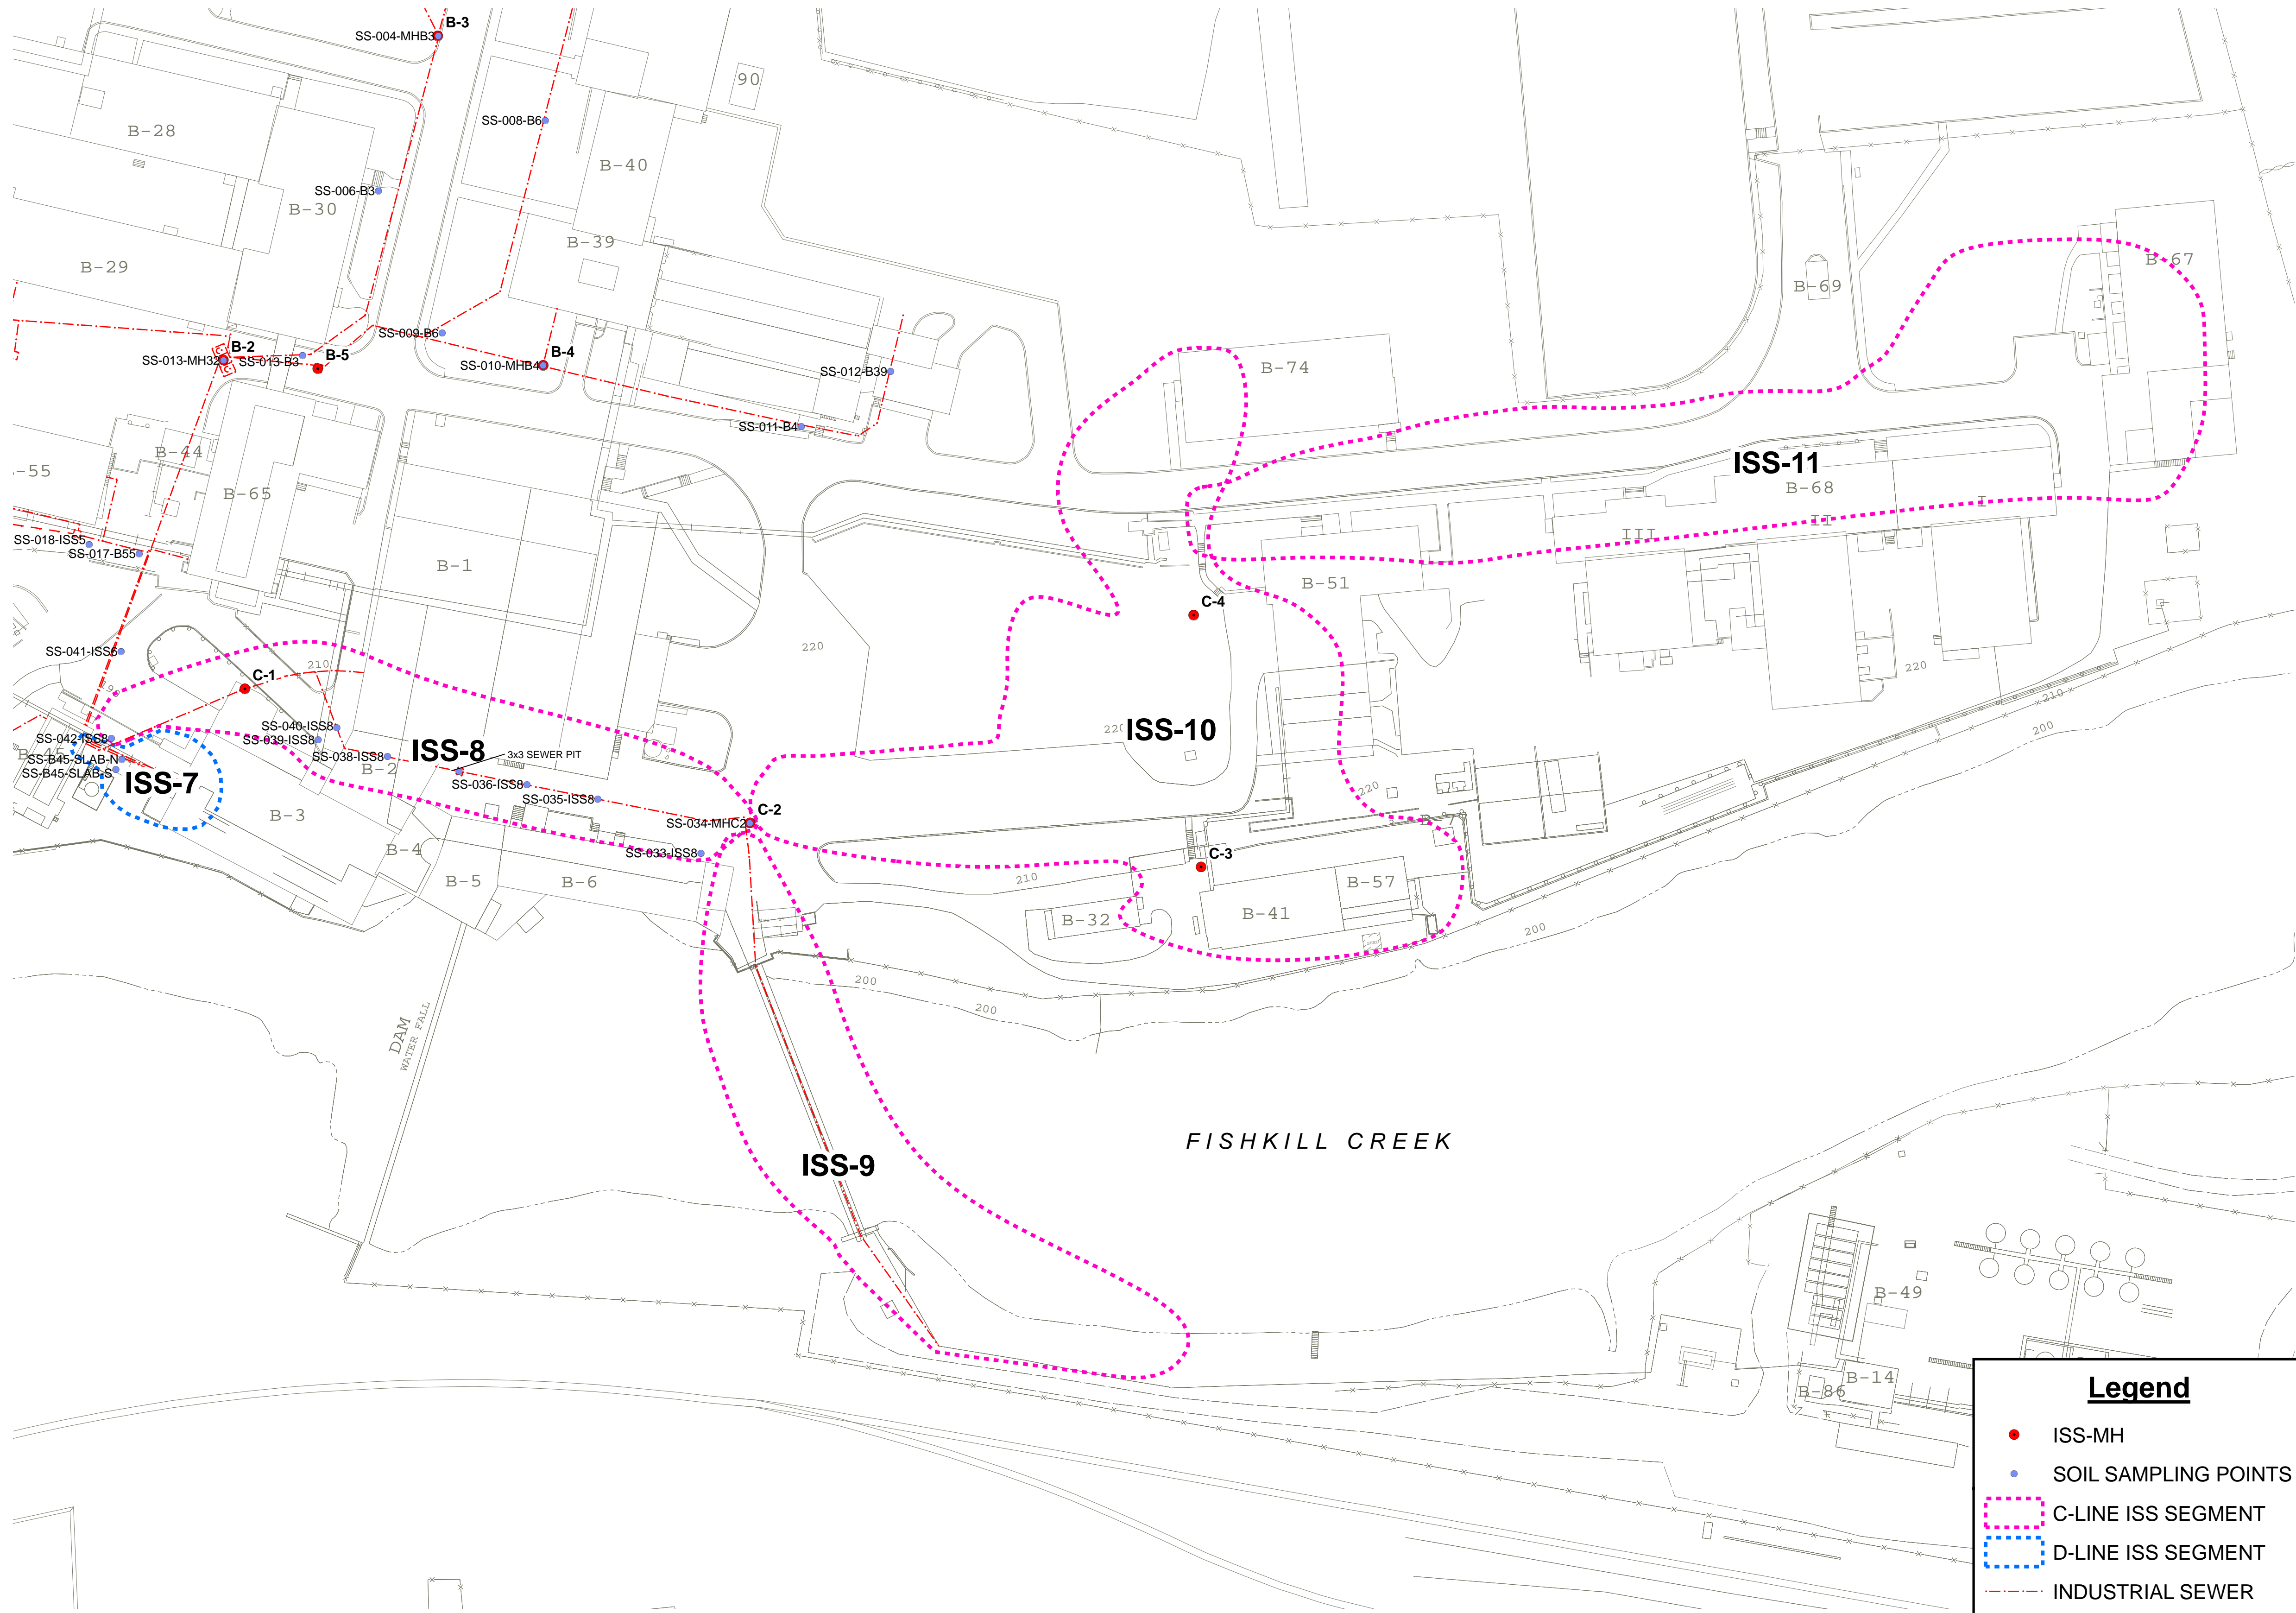 B-3
SS-004-MHB3
90
SS-008-B6
B-28
B-40
SS-006-B3
B-30
B-39
B-29
B-67
B-69
SS-009-B6
B-2
SS-013-MH32
SS-013-B3
B-5
B-4
SS-010-MHB4
SS-012-B39
B-74
SS-011-B4
B-44
-55
B-65
ISS-11
B-68
I
II
III
SS-018-ISS5
SS-017-B55
B-1
B-51
C-4
SS-041-ISS6
220
210
C-1
220
210
200
SS-040-ISS8
SS-039-ISS8
SS-042-ISS8
B-45
SS-B45-SLAB-N
SS-B45-SLAB-S
ISS-7
SS-038-ISS8
B-2
ISS-8
3x3 SEWER PIT
SS-036-ISS8
SS-035-ISS8
220
ISS-10
220
C-2
SS-034-MHC2
SS-033-ISS8
B-3
B-4
B-5
B-6
C-3
210
B-32
B-41
B-57
200
200
200
DAM
WATER FALL
FISHKILL CREEK
ISS-9
B-49
B-14
B-86
Legend
ISS-MH
SOIL SAMPLING POINTS
C-LINE ISS SEGMENT
D-LINE ISS SEGMENT
INDUSTRIAL SEWER